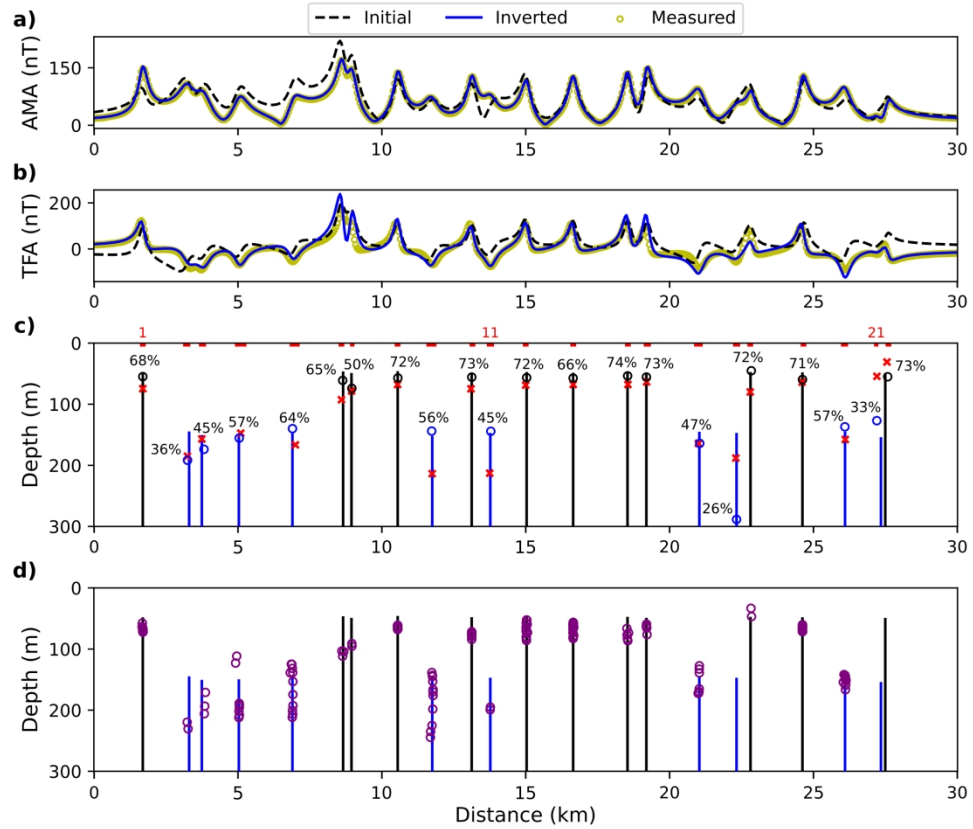 a)
Initial
Inverted
Measured
AMA (nT)
150
0
0 5 10 15 20 25 30
b)
TFA (nT)
200
0
0 5 10 15 20 25 30
c)
1 11 21
Depth (m)
0
100
200
300
68% 36% 45% 57% 64% 65% 50% 72% 56% 73% 45% 72% 66% 74% 73% 47% 26% 72% 71% 57% 33% 73%
0 5 10 15 20 25 30
d)
Depth (m)
0
100
200
300
0 5 10 15 20 25 30
Distance (km)